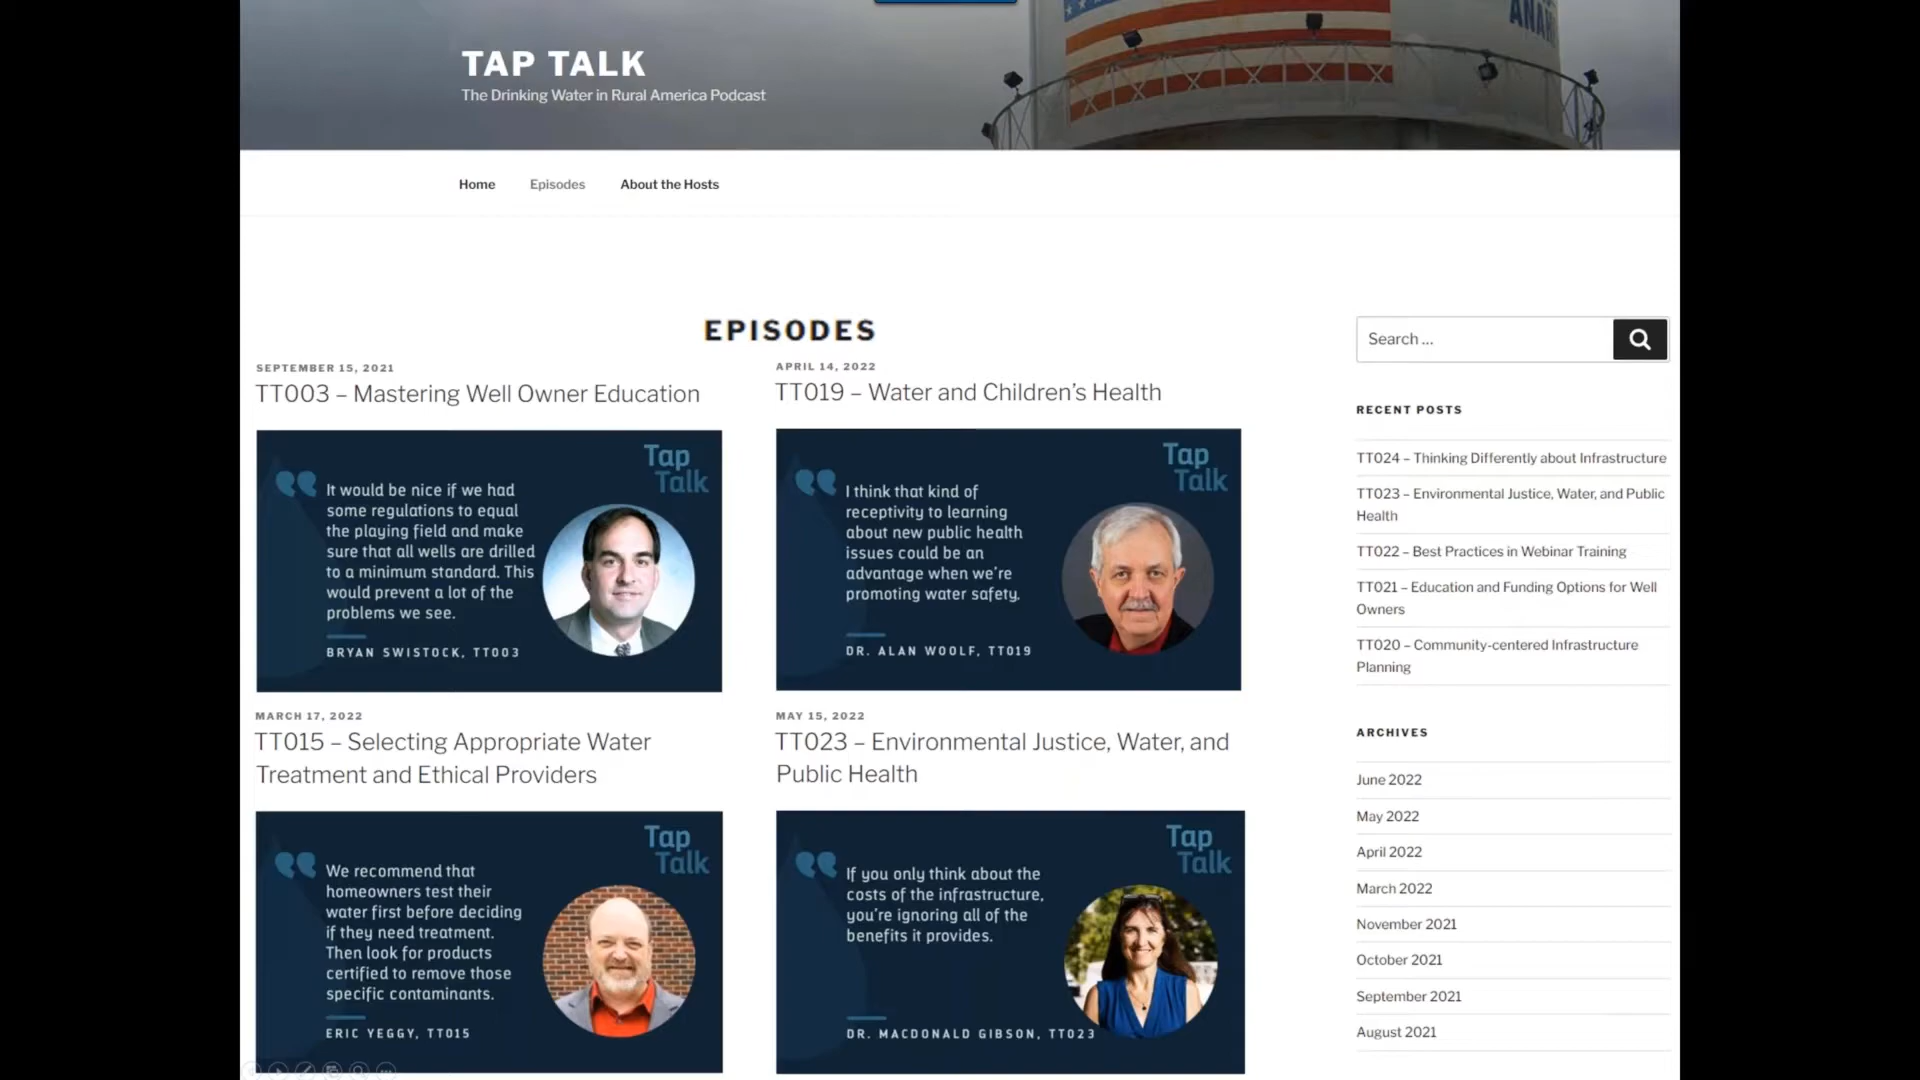 ANAH
TAP TALK
The Drinking Water in Rural America Podcast
Home
Episodes
About the Hosts
EPISODES
SEPTEMBER 15, 2021
TT003 – Mastering Well Owner Education
Tap
Talk
It would be nice if we had
some regulations to equal
the playing field and make
sure that all wells are drilled
to a minimum standard. This
would prevent a lot of the
problems we see.
BRYAN SWISTOCK, TT003
APRIL 14, 2022
TT019 – Water and Children’s Health
Tap
Talk
I think that kind of
receptivity to learning
about new public health
issues could be an
advantage when we’re
promoting water safety.
DR. ALAN WOOLF, TT019
MARCH 17, 2022
TT015 – Selecting Appropriate Water
Treatment and Ethical Providers
Tap
Talk
We recommend that
homeowners test their
water first before deciding
if they need treatment.
Then look for products
certified to remove those
specific contaminants.
ERIC YEGGY, TT015
MAY 15, 2022
TT023 – Environmental Justice, Water, and
Public Health
Tap
Talk
If you only think about the
costs of the infrastructure,
you’re ignoring all of the
benefits it provides.
DR. MACDONALD GIBSON, TT023
Search …
RECENT POSTS
TT024 – Thinking Differently about Infrastructure
TT023 – Environmental Justice, Water, and Public
Health
TT022 – Best Practices in Webinar Training
TT021 – Education and Funding Options for Well
Owners
TT020 – Community-centered Infrastructure
Planning
ARCHIVES
June 2022
May 2022
April 2022
March 2022
November 2021
October 2021
September 2021
August 2021